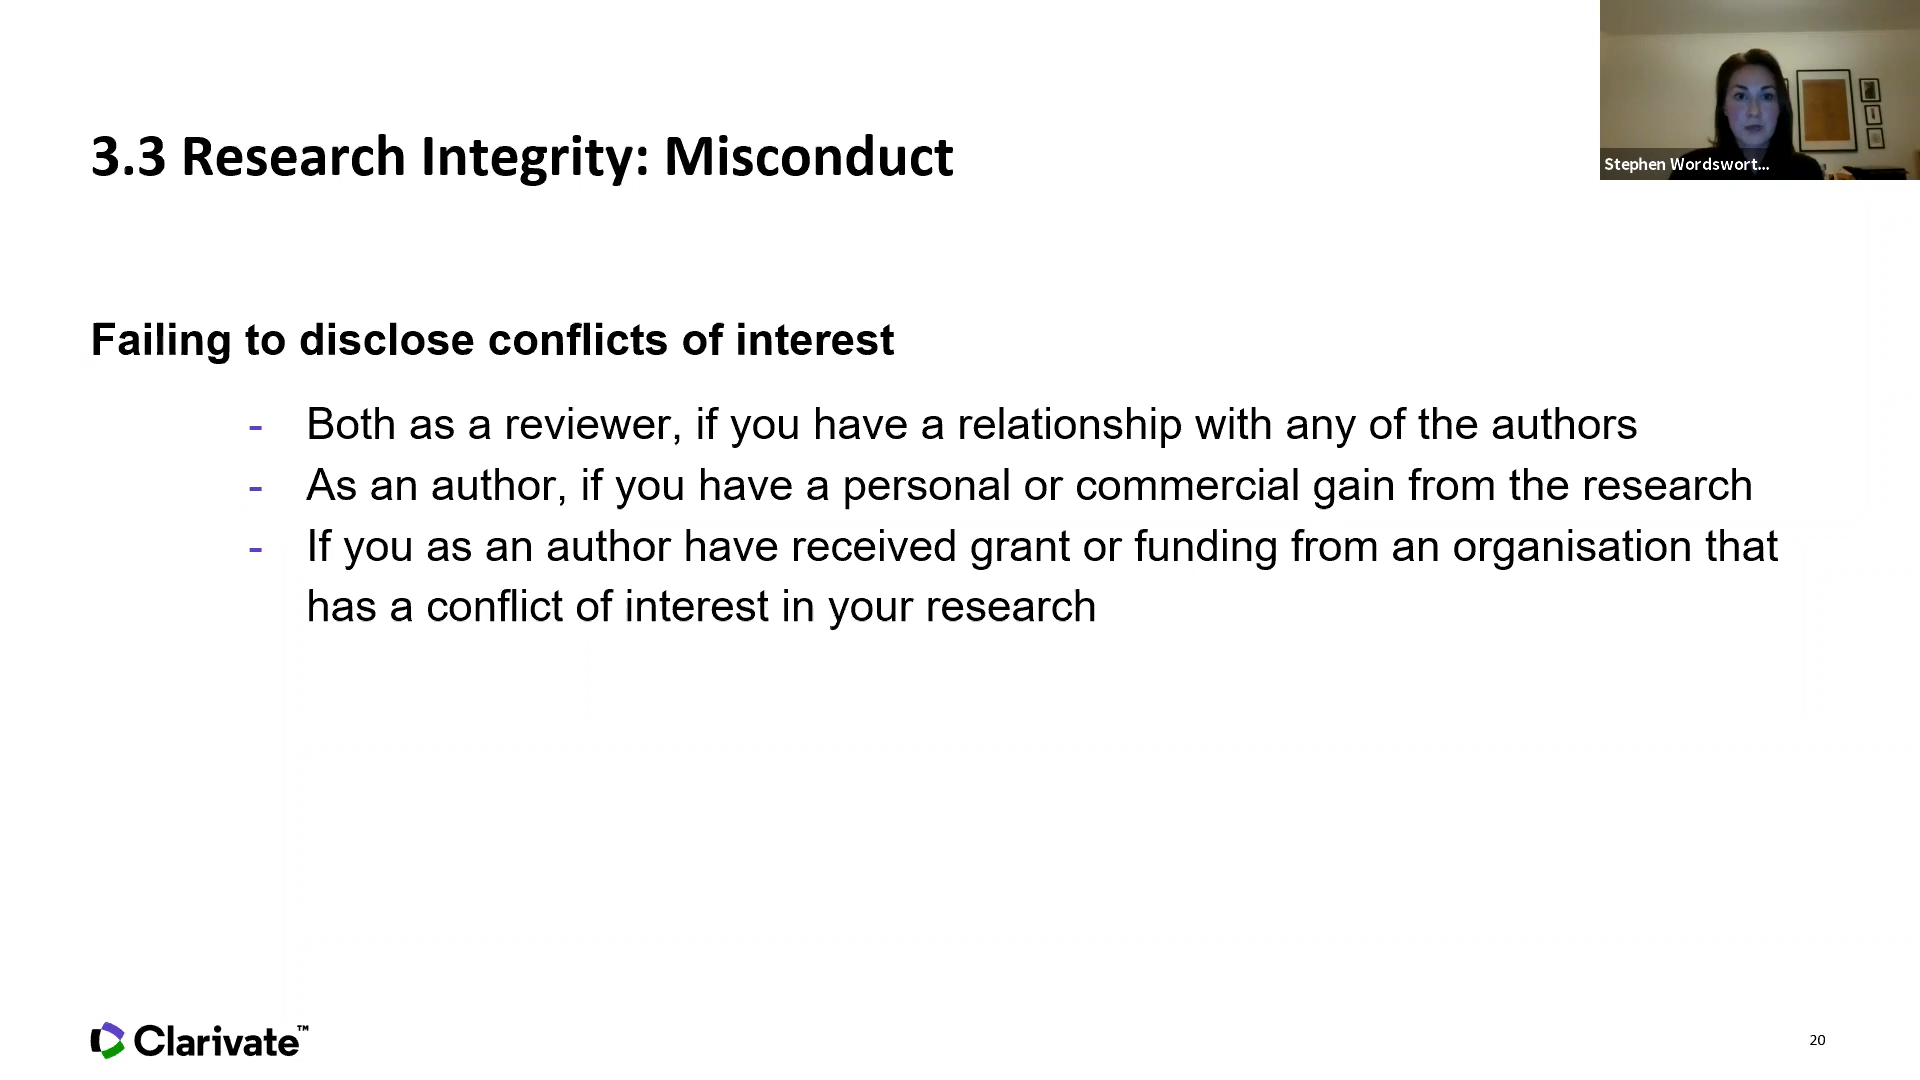 3.3 Research Integrity: Misconduct
Stephen Wordswort...
Failing to disclose conflicts of interest
- Both as a reviewer, if you have a relationship with any of the authors
- As an author, if you have a personal or commercial gain from the research
- If you as an author have received grant or funding from an organisation that
has a conflict of interest in your research
Clarivate™
20